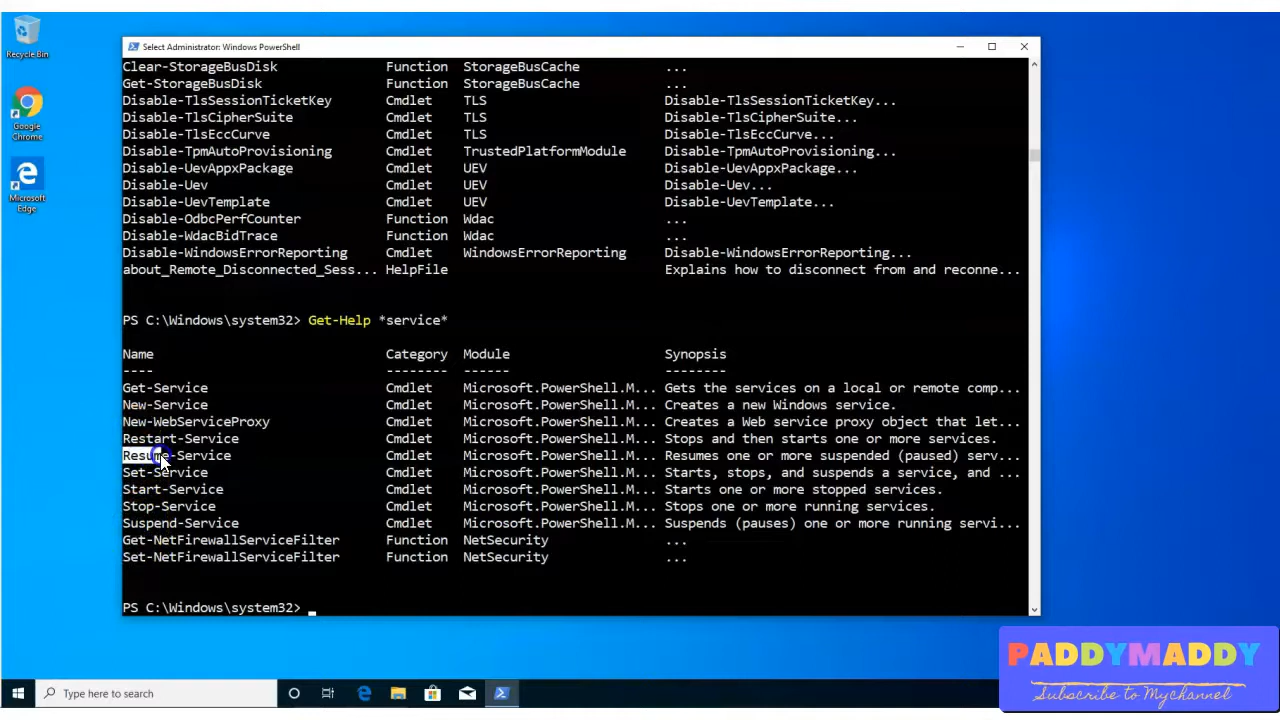 Recycle Bin
Google
Chrome
Microsoft
Edge
Select Administrator: Windows PowerShell
Clear-StorageBusDisk Function StorageBusCache ...
Get-StorageBusDisk Function StorageBusCache ...
Disable-TlsSessionTicketKey Cmdlet TLS Disable-TlsSessionTicketKey...
Disable-TlsCipherSuite Cmdlet TLS Disable-TlsCipherSuite...
Disable-TlsEccCurve Cmdlet TLS Disable-TlsEccCurve...
Disable-TpmAutoProvisioning Cmdlet TrustedPlatformModule Disable-TpmAutoProvisioning...
Disable-UevAppxPackage Cmdlet UEV Disable-UevAppxPackage...
Disable-Uev Cmdlet UEV Disable-Uev...
Disable-UevTemplate Cmdlet UEV Disable-UevTemplate...
Disable-OdbcPerfCounter Function Wdac ...
Disable-WdacBidTrace Function Wdac ...
Disable-WindowsErrorReporting Cmdlet WindowsErrorReporting Disable-WindowsErrorReporting...
about_Remote_Disconnected_Sess... HelpFile Explains how to disconnect from and reconne...
PS C:\Windows\system32> Get-Help *service*
Name Category Module Synopsis
---- -------- ------ --------
Get-Service Cmdlet Microsoft.PowerShell.M... Gets the services on a local or remote comp...
New-Service Cmdlet Microsoft.PowerShell.M... Creates a new Windows service.
New-WebServiceProxy Cmdlet Microsoft.PowerShell.M... Creates a Web service proxy object that let...
Restart-Service Cmdlet Microsoft.PowerShell.M... Stops and then starts one or more services.
Resume-Service Cmdlet Microsoft.PowerShell.M... Resumes one or more suspended (paused) serv...
Set-Service Cmdlet Microsoft.PowerShell.M... Starts, stops, and suspends a service, and ...
Start-Service Cmdlet Microsoft.PowerShell.M... Starts one or more stopped services.
Stop-Service Cmdlet Microsoft.PowerShell.M... Stops one or more running services.
Suspend-Service Cmdlet Microsoft.PowerShell.M... Suspends (pauses) one or more running servi...
Get-NetFirewallServiceFilter Function NetSecurity ...
Set-NetFirewallServiceFilter Function NetSecurity ...
PS C:\Windows\system32>
PADDYMADDY
Subscribe to Mychannel
Type here to search